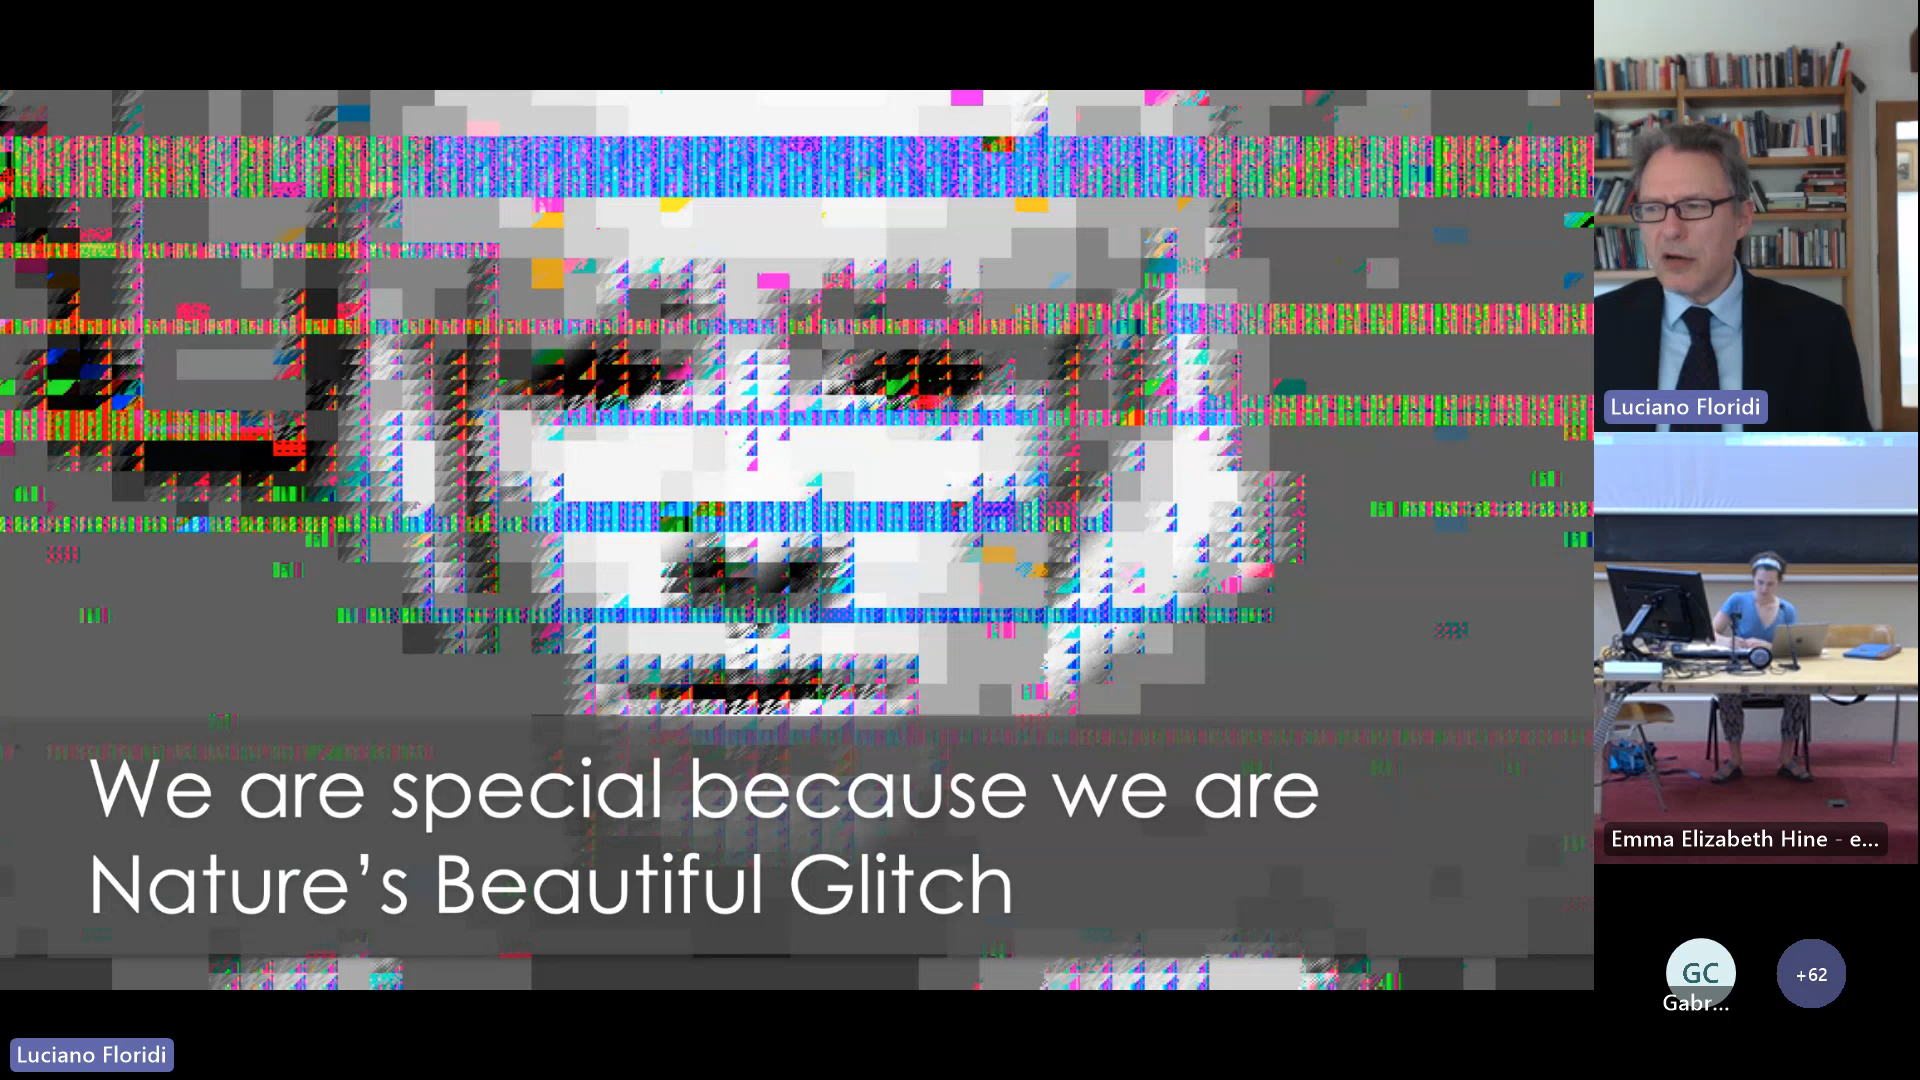 We are special because we are
Nature's Beautiful Glitch
Luciano Floridi
Luciano Floridi
Emma Elizabeth Hine - e...
GC
Gabr...
+62